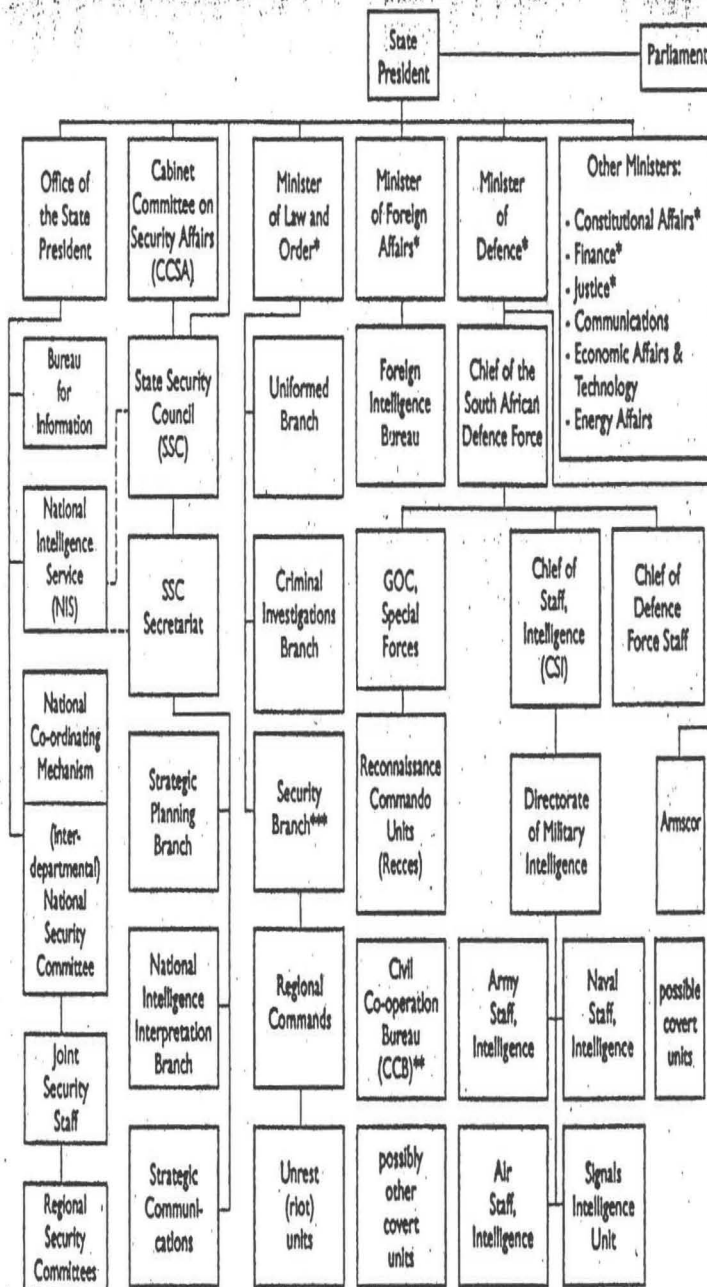 State
President
Parliament
Office of
the State
President
Cabinet
Committee on
Security Affairs
(CCSA)
Minister
of Law and
Order*
Minister
of Foreign
Affairs*
Minister
of
Defence*
Other Ministers:
• Constitutional Affairs*
• Finance*
• Justice*
• Communications
• Economic Affairs &
Technology
• Energy Affairs
Bureau
for
Information
State Security
Council
(SSC)
Uniformed
Branch
Foreign
Intelligence
Bureau
Chief of the
South African
Defence Force
National
Intelligence
Service
(NIS)
SSC
Secretariat
Criminal
Investigations
Branch
GOC,
Special
Forces
Chief of
Staff,
Intelligence
(CSI)
Chief of
Defence
Force Staff
National
Co-ordinating
Mechanism
(Inter-
departmental)
National
Security
Committee
Strategic
Planning
Branch
Security
Branch***
Reconnaissance
Commando
Units
(Recces)
Directorate
of Military
Intelligence
Armscor
National
Intelligence
Interpretation
Branch
Regional
Commands
Civil
Co-operation
Bureau
(CCB)**
Army
Staff,
Intelligence
Naval
Staff,
Intelligence
possible
covert
units
Joint
Security
Staff
Regional
Security
Committees
Strategic
Communi-
cations
Unrest
(riot)
units
possibly
other
covert
units
Air
Staff,
Intelligence
Signals
Intelligence
Unit